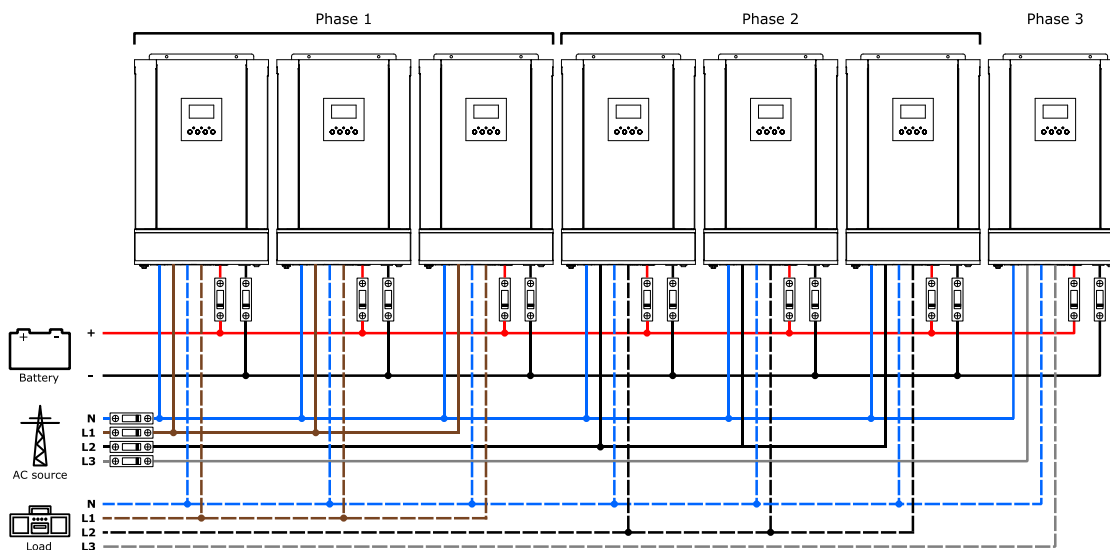 Phase 1
Phase 2
Phase 3
+
+ -
Battery
-
N
L1
L2
L3
AC source
N
L1
L2
L3
Load